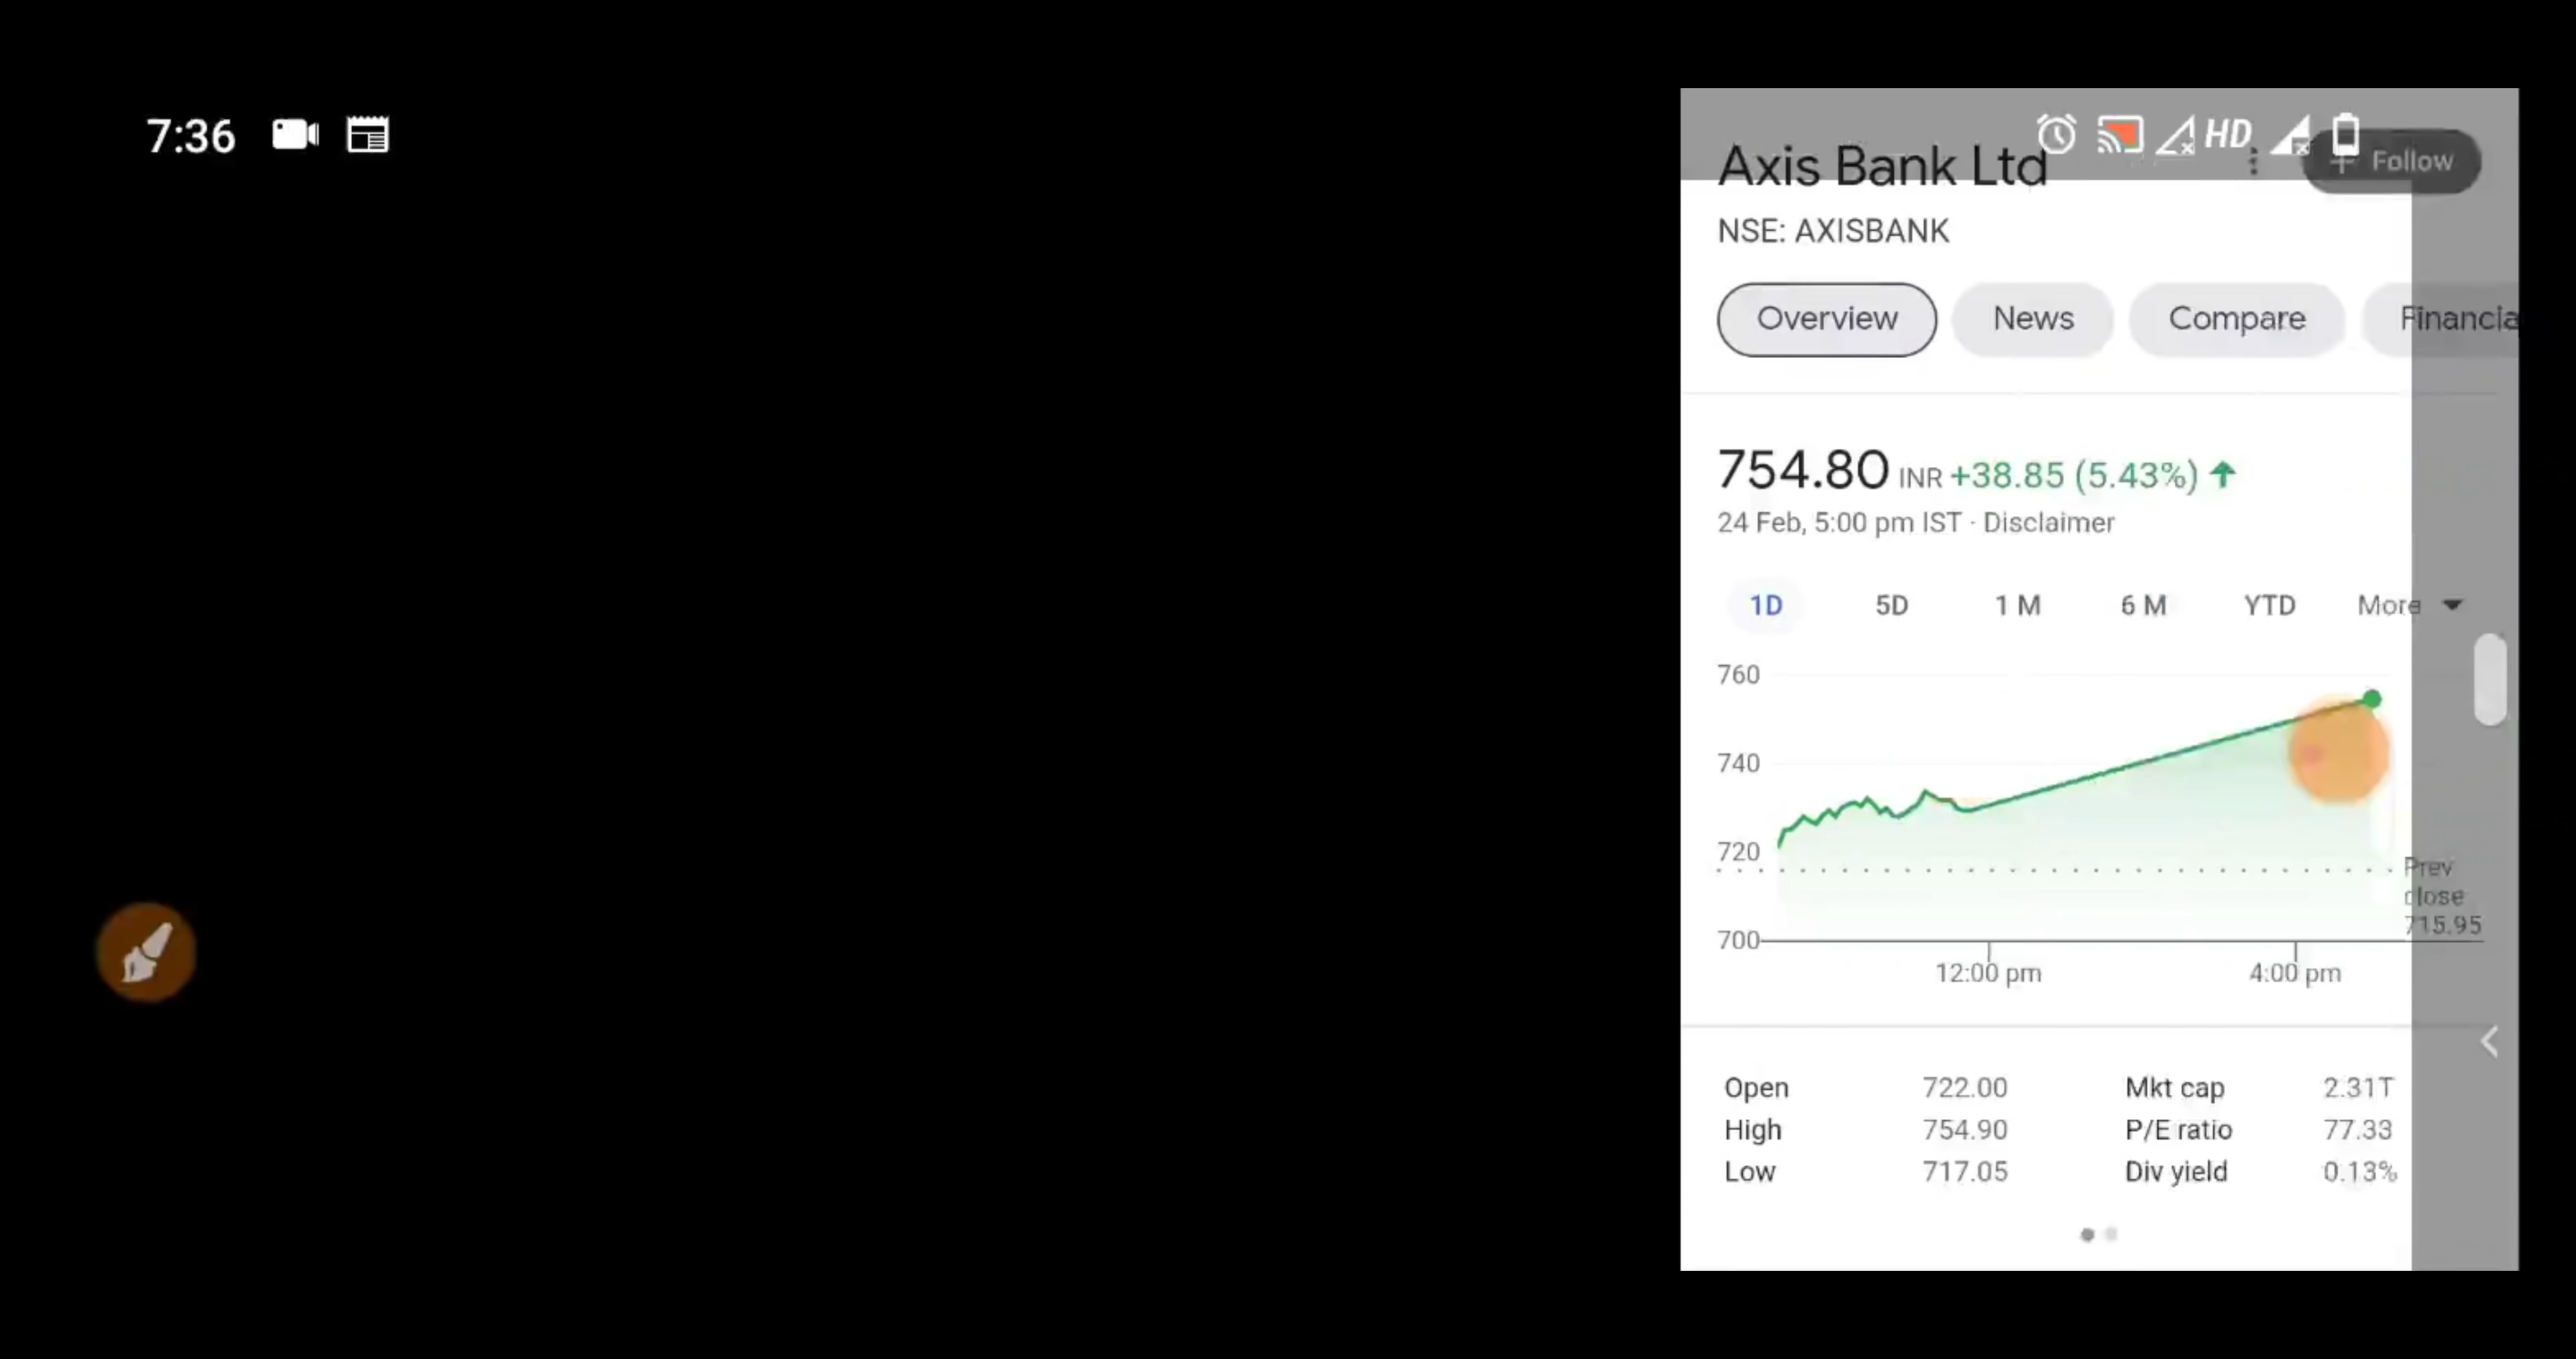 7:36
HD
Axis Bank Ltd
Follow
NSE: AXISBANK
Overview News Compare Financia
754.80 INR +38.85 (5.43%)
24 Feb, 5:00 pm IST · Disclaimer
1D 5D 1 M 6 M YTD More
760
740
720
Prev
close
715.95
700
12:00 pm 4:00 pm
Open 722.00 Mkt cap 2.31T
High 754.90 P/E ratio 77.33
Low 717.05 Div yield 0.13%